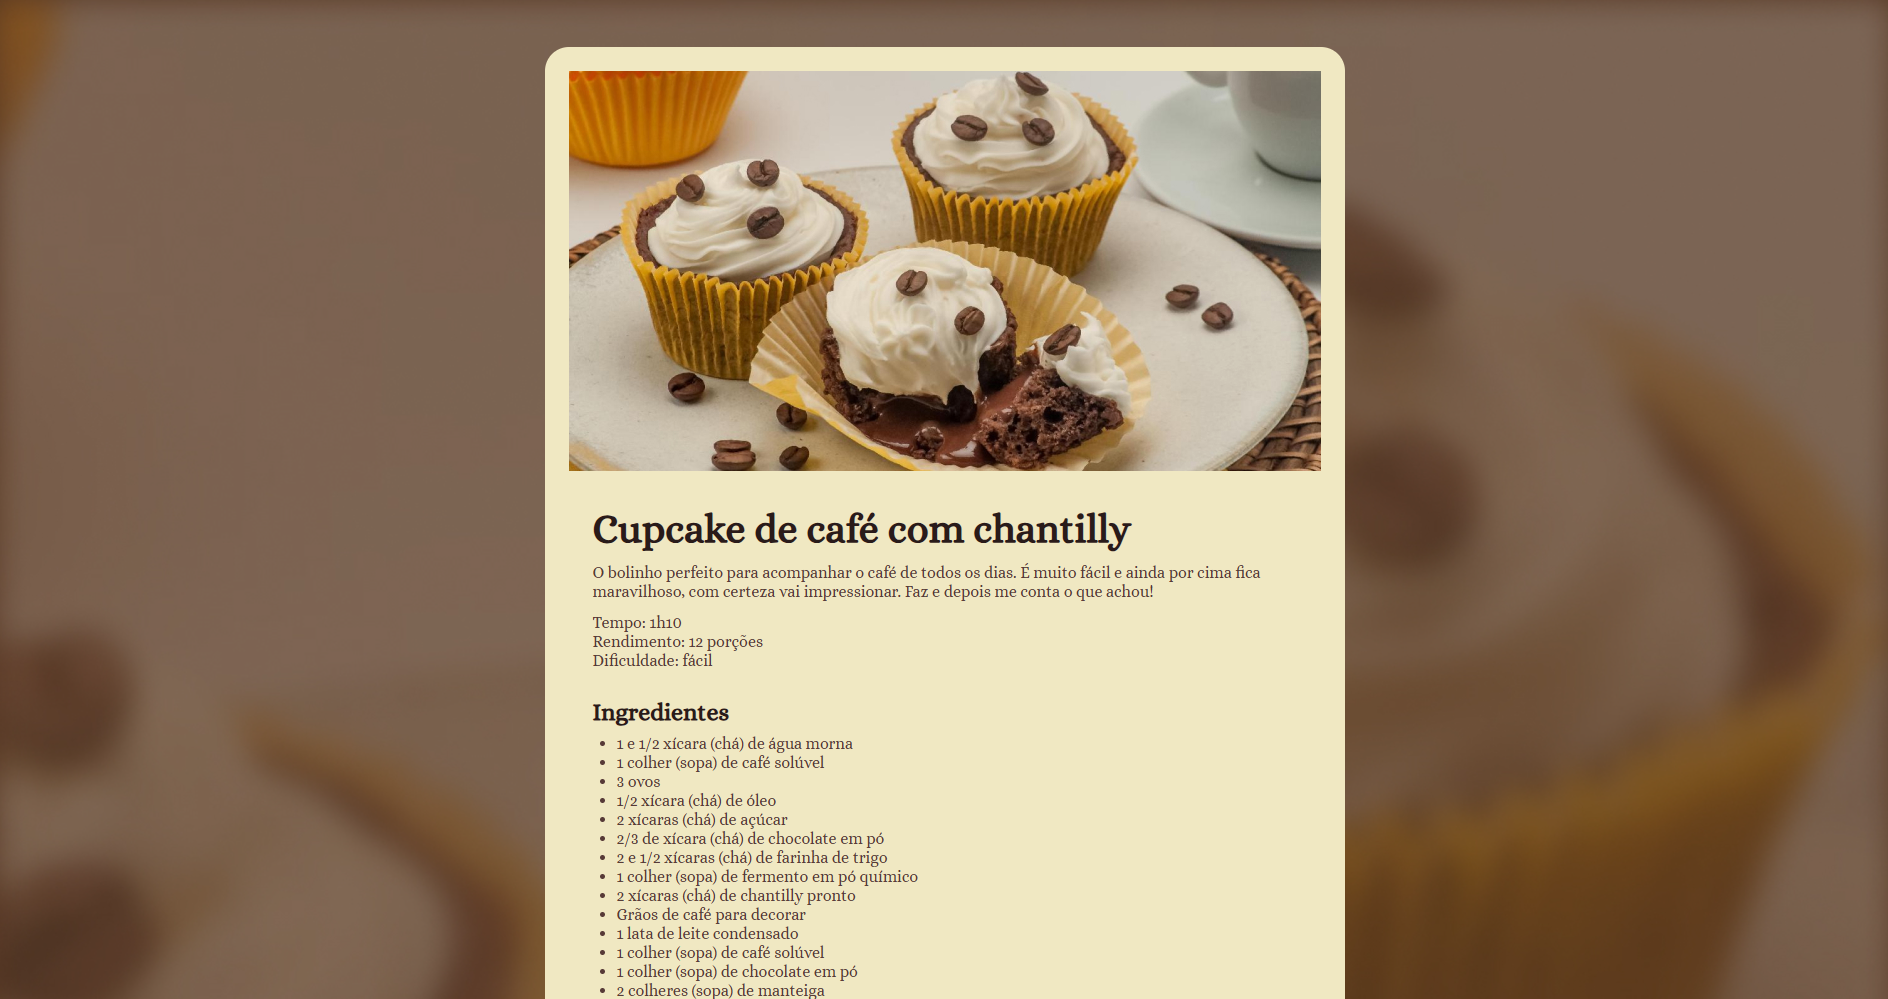 Cupcake de café com chantilly
O bolinho perfeito para acompanhar o café de todos os dias. É muito fácil e ainda por cima fica
maravilhoso, com certeza vai impressionar. Faz e depois me conta o que achou!
Tempo: 1h10
Rendimento: 12 porções
Dificuldade: fácil
Ingredientes
• 1 e 1/2 xícara (chá) de água morna
• 1 colher (sopa) de café solúvel
• 3 ovos
• 1/2 xícara (chá) de óleo
• 2 xícaras (chá) de açúcar
• 2/3 de xícara (chá) de chocolate em pó
• 2 e 1/2 xícaras (chá) de farinha de trigo
• 1 colher (sopa) de fermento em pó químico
• 2 xícaras (chá) de chantilly pronto
• Grãos de café para decorar
• 1 lata de leite condensado
• 1 colher (sopa) de café solúvel
• 1 colher (sopa) de chocolate em pó
• 2 colheres (sopa) de manteiga